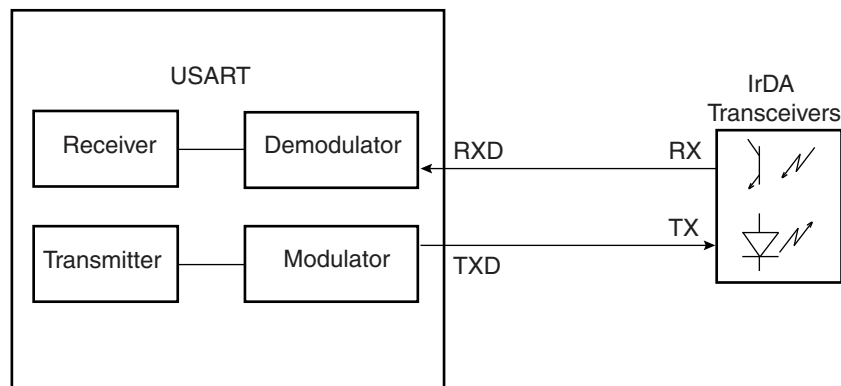 USART
IrDA
Transceivers
Receiver
Demodulator
RXD
RX
Transmitter
Modulator
TXD
TX